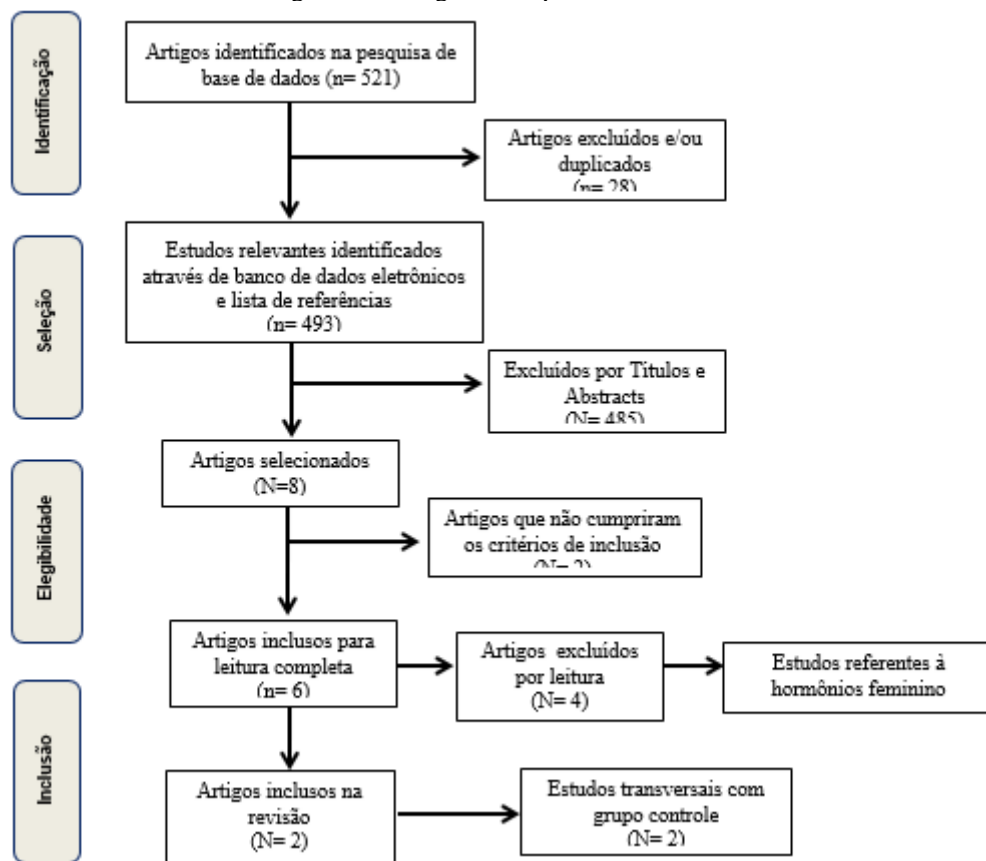 Identificação
Artigos identificados na pesquisa de
base de dados (n= 521)
Artigos excluídos e/ou
duplicados
(n= 28)
Seleção
Estudos relevantes identificados
através de banco de dados eletrônicos
e lista de referências
(n= 493)
Excluídos por Titulos e
Abstracts
(N= 485)
Elegibilidade
Artigos selecionados
(N=8)
Artigos que não cumpriram
os critérios de inclusão
(N= 2)
Artigos inclusos para
leitura completa
(n= 6)
Artigos excluídos
por leitura
(N= 4)
Estudos referentes à
hormônios feminino
Inclusão
Artigos inclusos na
revisão
(N= 2)
Estudos transversais com
grupo controle
(N= 2)